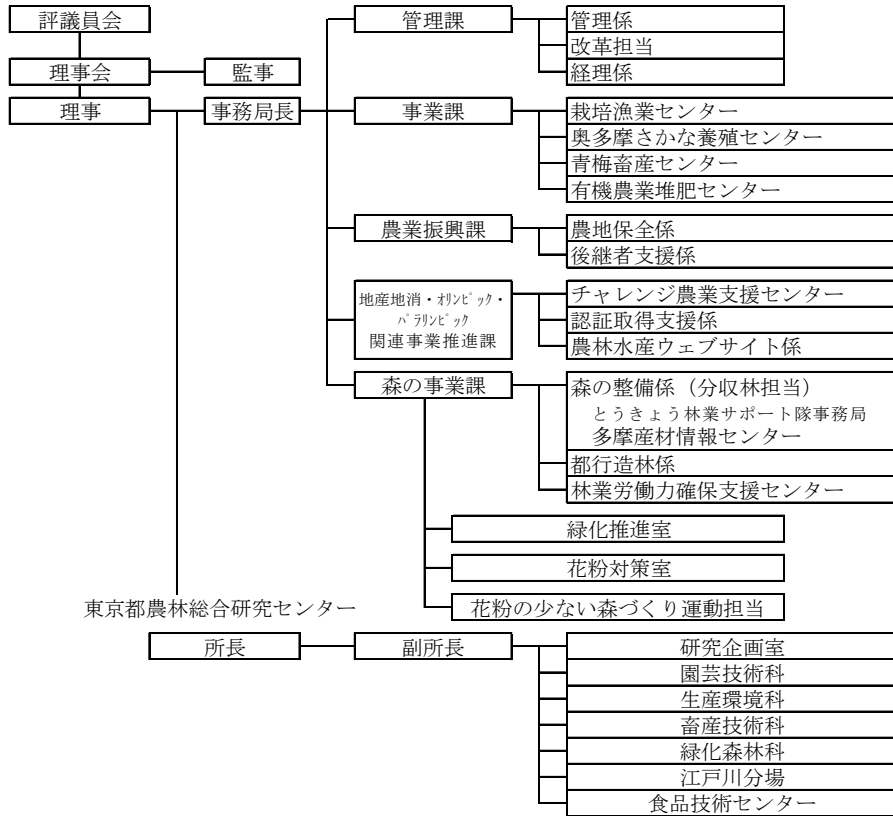 評議員会
理事会
監事
理事
事務局長
管理課
管理係
改革担当
経理係
事業課
栽培漁業センター
奥多摩さかな養殖センター
青梅畜産センター
有機農業堆肥センター
農業振興課
農地保全係
後継者支援係
地産地消・ｵﾘﾝﾋﾟｯｸ・
ﾊﾟﾗﾘﾝﾋﾟｯｸ
関連事業推進課
チャレンジ農業支援センター
認証取得支援係
農林水産ウェブサイト係
森の事業課
森の整備係（分収林担当）
とうきょう林業サポート隊事務局
多摩産材情報センター
都行造林係
林業労働力確保支援センター
緑化推進室
花粉対策室
花粉の少ない森づくり運動担当
東京都農林総合研究センター
所長
副所長
研究企画室
園芸技術科
生産環境科
畜産技術科
緑化森林科
江戸川分場
食品技術センター